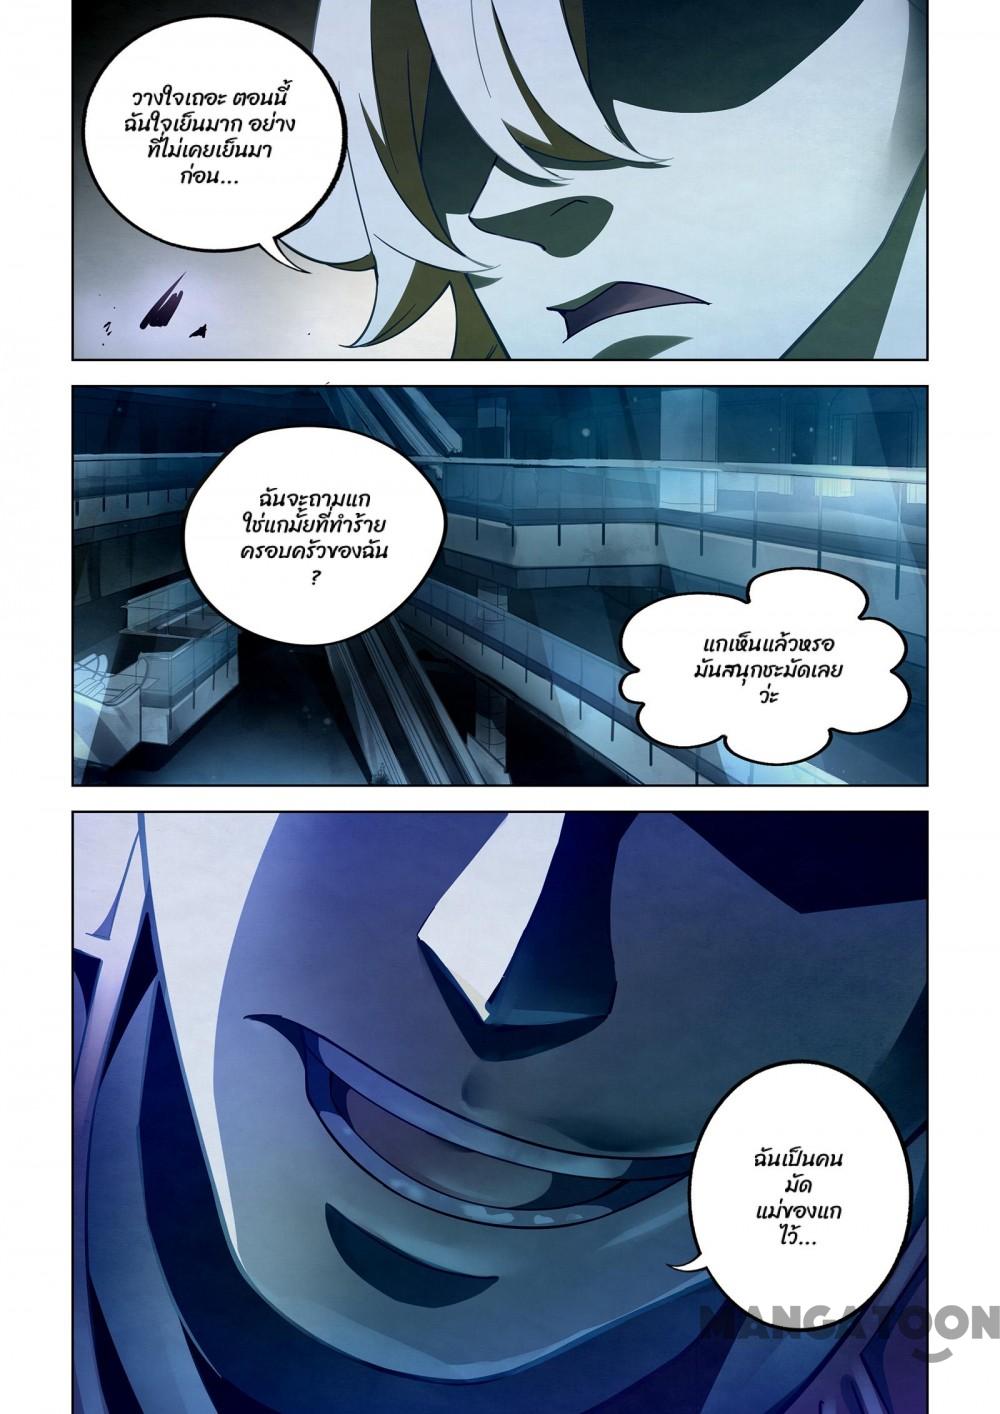 วางใจเถอะ ตอนนี้
ฉันใจเย็นมาก อย่าง
ที่ไม่เคยเย็นมา
ก่อน...
ฉันจะถามแก
ใช่แกมั้ยที่ทำร้าย
ครอบครัวของฉัน
?
แกเห็นแล้วหรอ
มันสนุกชะมัดเลย
ว่ะ
ฉันเป็นคน
มัด
แม่ของแก
ไว้...
MANGATOON